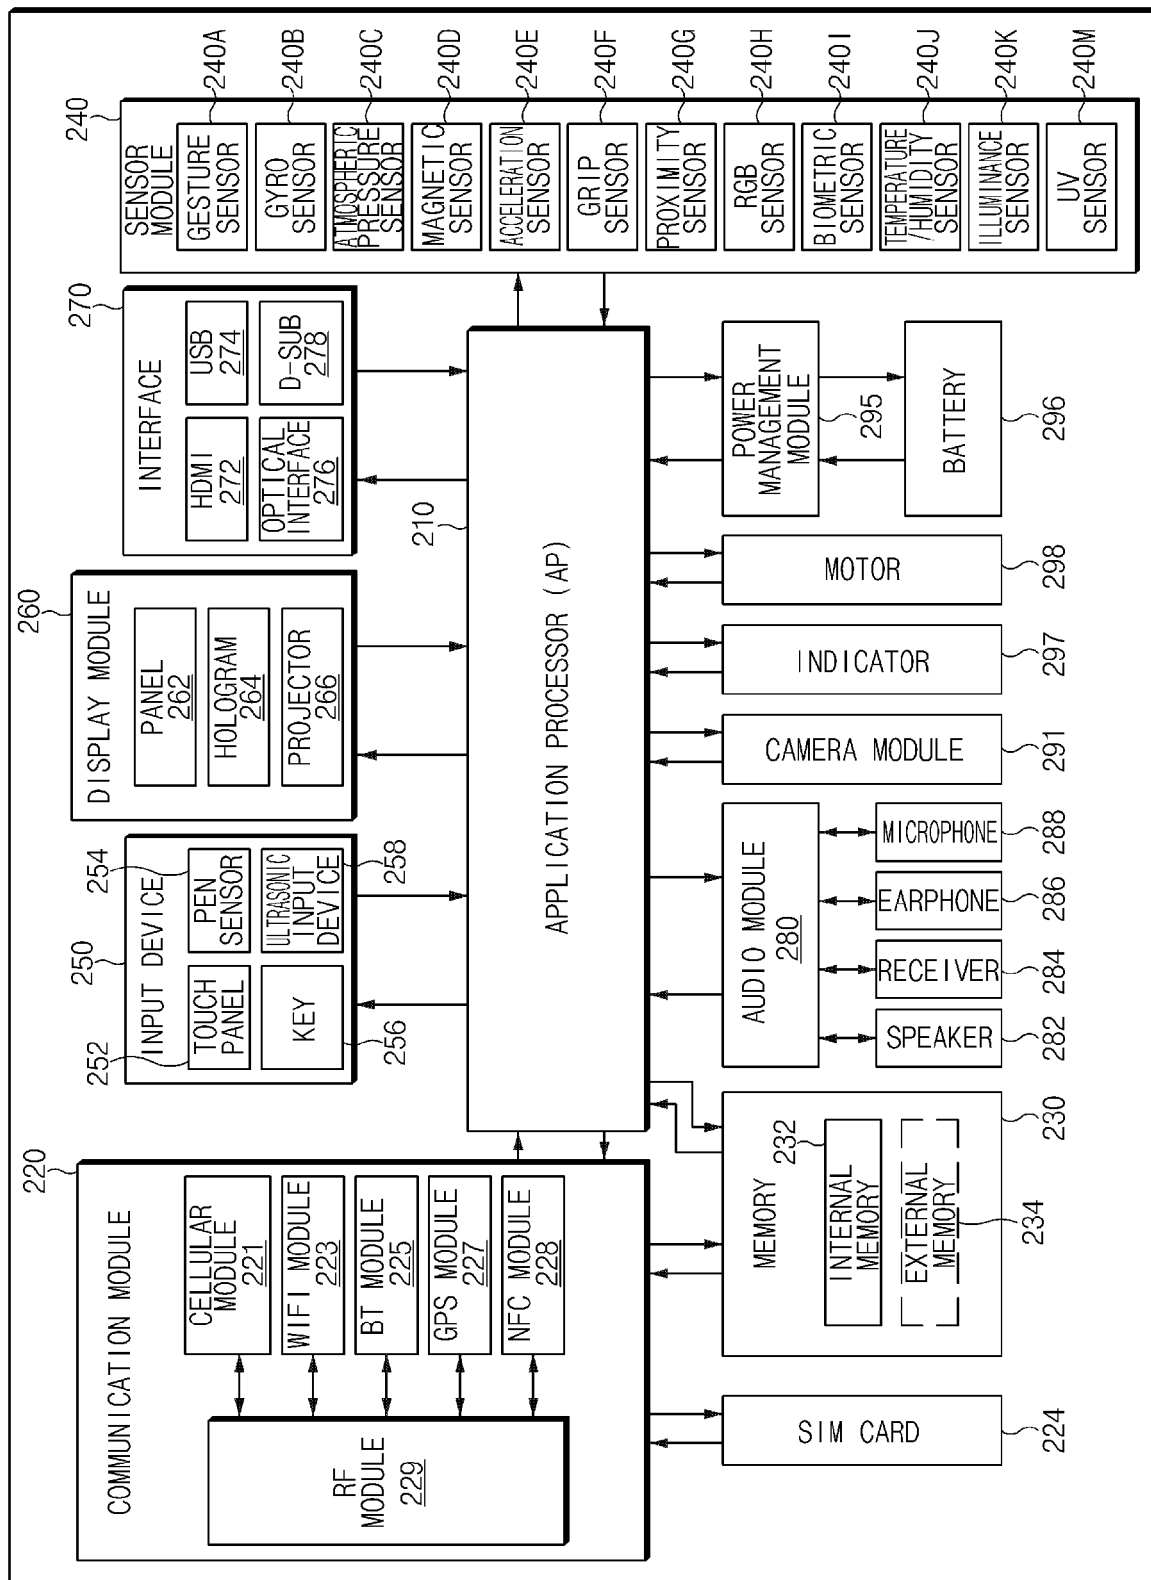 COMMUNICATION MODULE
220
RF
MODULE
229
CELLULAR
MODULE
221
WIFI MODULE
223
BT MODULE
225
GPS MODULE
227
NFC MODULE
228
250
INPUT DEVICE
252
TOUCH
PANEL
254
PEN
SENSOR
KEY
256
ULTRASONIC
INPUT
DEVICE
258
260
DISPLAY MODULE
PANEL
262
HOLOGRAM
264
PROJECTOR
266
270
INTERFACE
HDMI
272
USB
274
OPTICAL
INTERFACE
276
D-SUB
278
240
SENSOR
MODULE
GESTURE
SENSOR
240A
GYRO
SENSOR
240B
ATMOSPHERIC
PRESSURE
SENSOR
240C
MAGNETIC
SENSOR
240D
ACCELERATION
SENSOR
240E
GRIP
SENSOR
240F
PROXIMITY
SENSOR
240G
RGB
SENSOR
240H
BIOMETRIC
SENSOR
240I
TEMPERATURE
/HUMIDITY
SENSOR
240J
ILLUMINANCE
SENSOR
240K
UV
SENSOR
240M
210
APPLICATION PROCESSOR (AP)
SIM CARD
224
MEMORY
232
INTERNAL
MEMORY
EXTERNAL
MEMORY
234
230
AUDIO MODULE
280
SPEAKER
282
RECEIVER
284
EARPHONE
286
MICROPHONE
288
CAMERA MODULE
291
INDICATOR
297
MOTOR
298
POWER
MANAGEMENT
MODULE
295
BATTERY
296